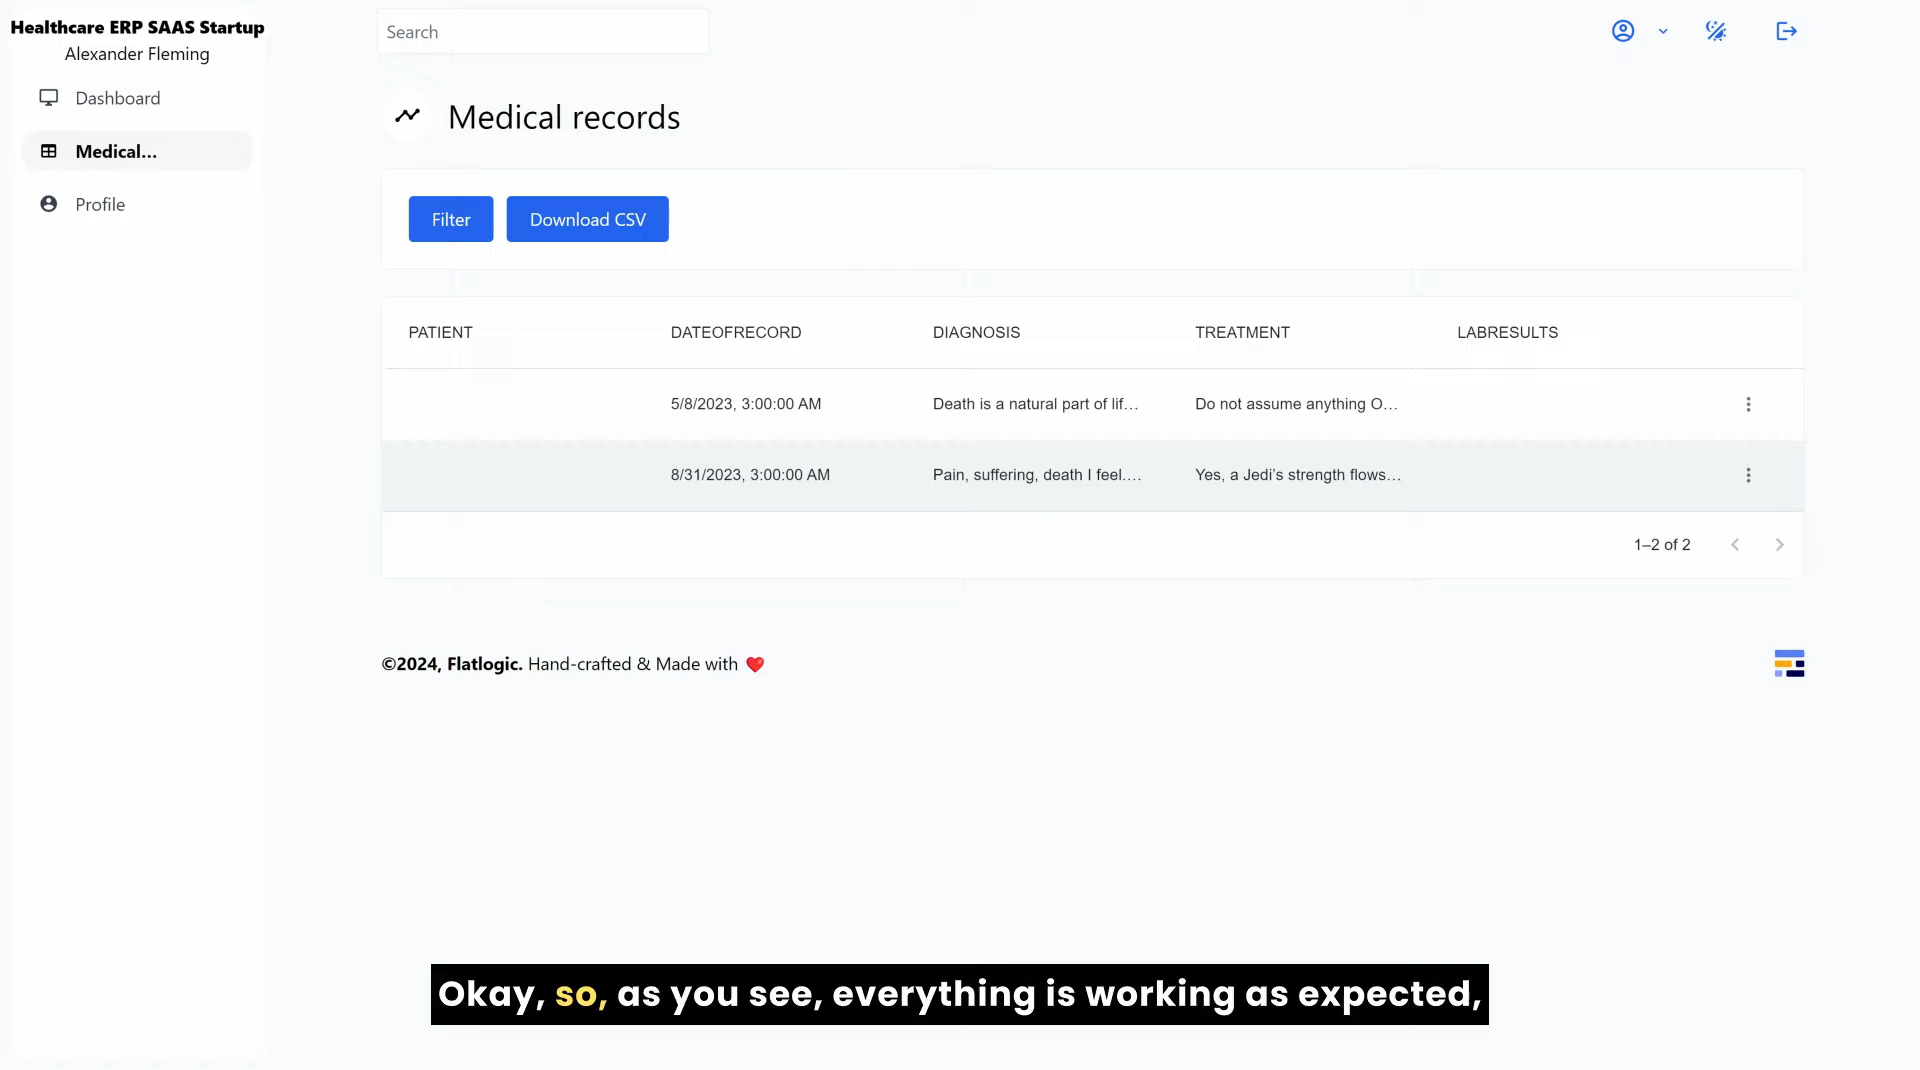 Healthcare ERP SAAS Startup
Alexander Fleming
Dashboard
Medical...
Profile
Search
Medical records
Filter
Download CSV
PATIENT DATEOFRECORD DIAGNOSIS TREATMENT LABRESULTS
5/8/2023, 3:00:00 AM Death is a natural part of lif... Do not assume anything O...
8/31/2023, 3:00:00 AM Pain, suffering, death I feel.... Yes, a Jedi's strength flows...
1–2 of 2
©2024, Flatlogic. Hand-crafted & Made with ❤️
Okay, so, as you see, everything is working as expected,